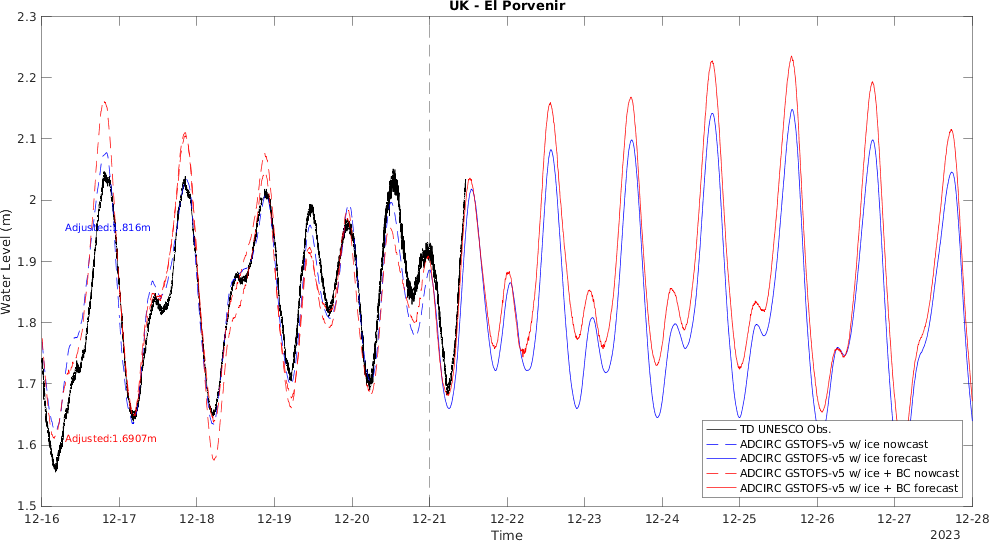 UK - El Porvenir
2.3
2.2
2.1
2
1.9
1.8
1.7
1.6
1.5
Water Level (m)
Adjusted:1.816m
Adjusted:1.6907m
TD UNESCO Obs.
ADCIRC GSTOFS-v5 w/ ice nowcast
ADCIRC GSTOFS-v5 w/ ice forecast
ADCIRC GSTOFS-v5 w/ ice + BC nowcast
ADCIRC GSTOFS-v5 w/ ice + BC forecast
12-16 12-17 12-18 12-19 12-20 12-21 12-22 12-23 12-24 12-25 12-26 12-27 12-28
Time
2023